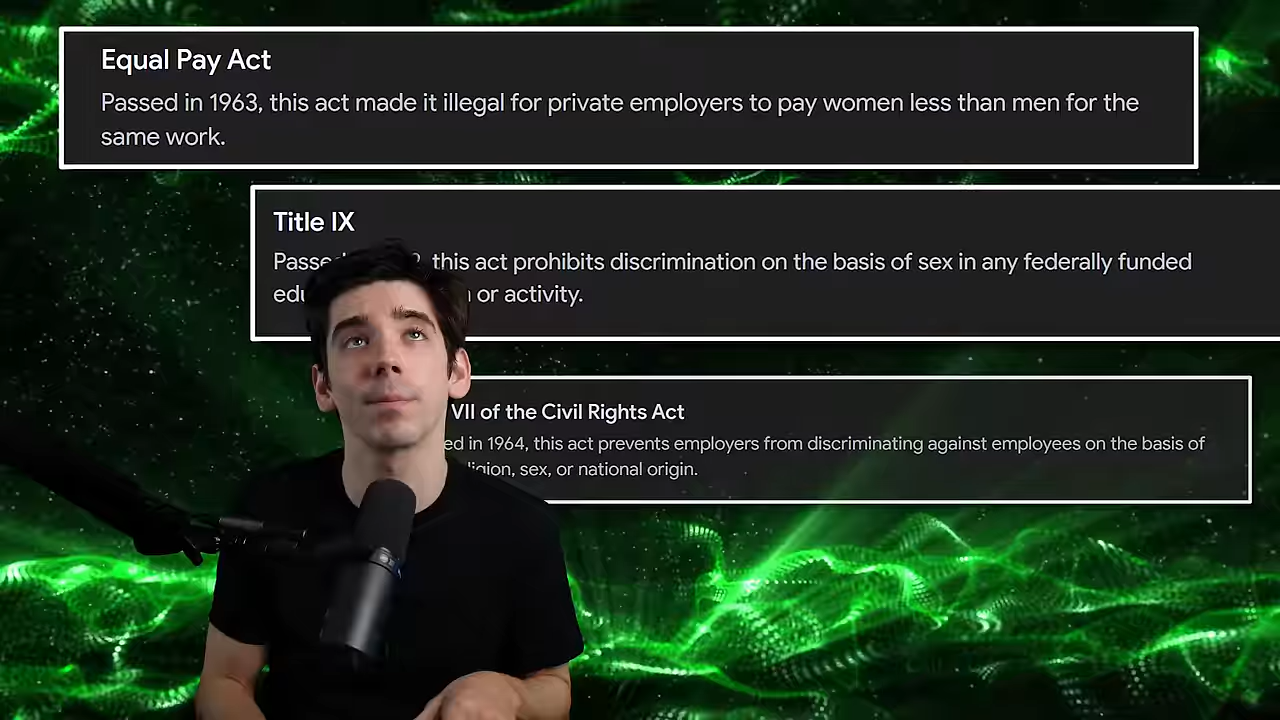 Equal Pay Act
Passed in 1963, this act made it illegal for private employers to pay women less than men for the
same work.
Title IX
this act prohibits discrimination on the basis of sex in any federally funded
or activity.
VII of the Civil Rights Act
in 1964, this act prevents employers from discriminating against employees on the basis of
sex, or national origin.